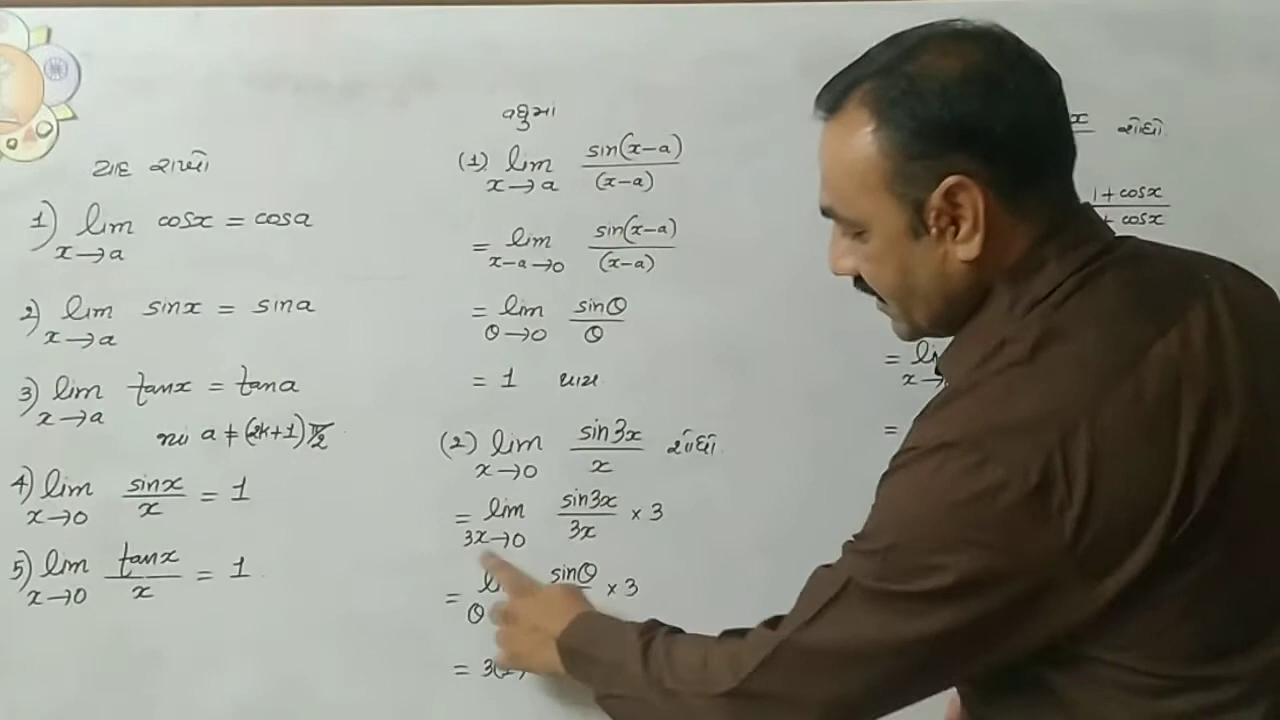 યાદ રાખો
1) lim cosx = cosa
x→a
2) lim sinx = sina
x→a
3) lim tanx = tana
x→a
a ≠ (2k+1)π/2
4) lim sinx/x = 1
x→0
5) lim tanx/x = 1
x→0
(1) lim sin(x-a)/(x-a)
x→a
= lim sin(x-a)/(x-a)
x-a→0
= lim sinθ/θ
θ→0
= 1 થાય
(2) lim sin3x/x શોધો.
x→0
= lim sin3x/3x × 3
3x→0
= sinθ × 3
θ
= 3(
x શોધો.
1 + cosx
+ cosx
=
x→
=